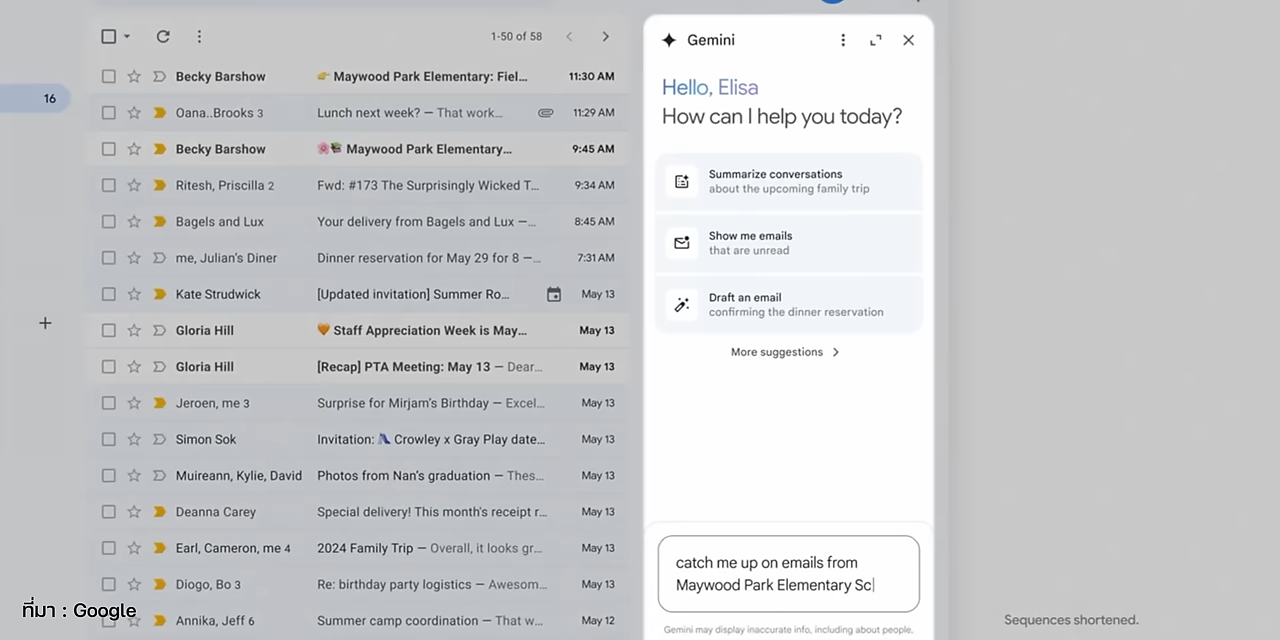 1-50 of 58
Becky Barshow 👉 Maywood Park Elementary: Fiel... 11:30 AM
16
Oana..Brooks 3 Lunch next week? — That work... 11:29 AM
Becky Barshow 🌸📚 Maywood Park Elementary... 9:45 AM
Ritesh, Priscilla 2 Fwd: #173 The Surprisingly Wicked T... 9:34 AM
Bagels and Lux Your delivery from Bagels and Lux —... 8:45 AM
me, Julian's Diner Dinner reservation for May 29 for 8 —... 7:31 AM
Kate Strudwick [Updated invitation] Summer Ro... May 13
Gloria Hill 🧡 Staff Appreciation Week is May... May 13
Gloria Hill [Recap] PTA Meeting: May 13 — Dear... May 13
Jeroen, me 3 Surprise for Mirjam's Birthday — Excel... May 13
Simon Sok Invitation: Crowley x Gray Play date... May 13
Muireann, Kylie, David Photos from Nan's graduation — Thes... May 13
Deanna Carey Special delivery! This month's receipt r... May 13
Earl, Cameron, me 4 2024 Family Trip — Overall, it looks gr... May 13
Diogo, Bo 3 Re: birthday party logistics — Awesom... May 13
Annika, Jeff 6 Summer camp coordination — That w... May 12
Gemini
Hello, Elisa
How can I help you today?
Summarize conversations
about the upcoming family trip
Show me emails
that are unread
Draft an email
confirming the dinner reservation
More suggestions
catch me up on emails from
Maywood Park Elementary Sc
Gemini may display inaccurate info, including about people,
ที่มา : Google
Sequences shortened.